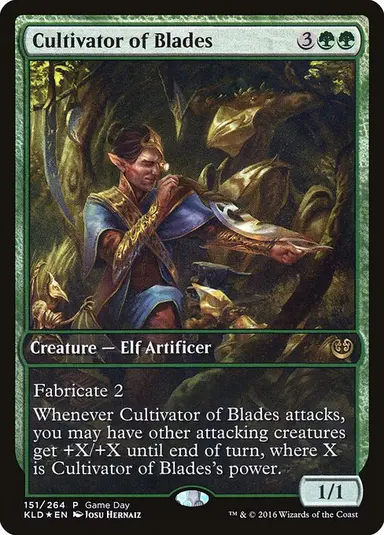 Cultivator of Blades 3
Creature — Elf Artificer
Fabricate 2
Whenever Cultivator of Blades attacks,
you may have other attacking creatures
get +X/+X until end of turn, where X
is Cultivator of Blades's power.
1/1
151/264 P Game Day
KLD★EN Josu Hernaiz
™ & © 2016 Wizards of the Coast